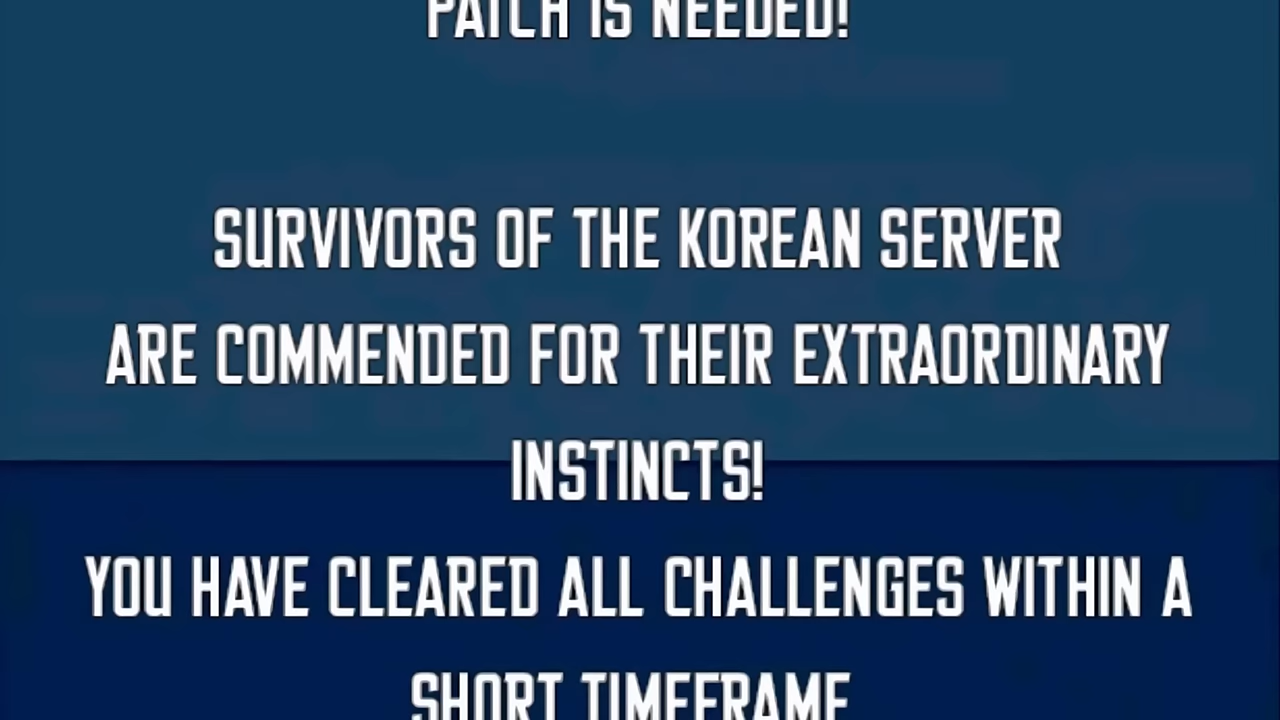 PATCH IS NEEDED!
SURVIVORS OF THE KOREAN SERVER
ARE COMMENDED FOR THEIR EXTRAORDINARY
INSTINCTS!
YOU HAVE CLEARED ALL CHALLENGES WITHIN A
SHORT TIMEFRAME